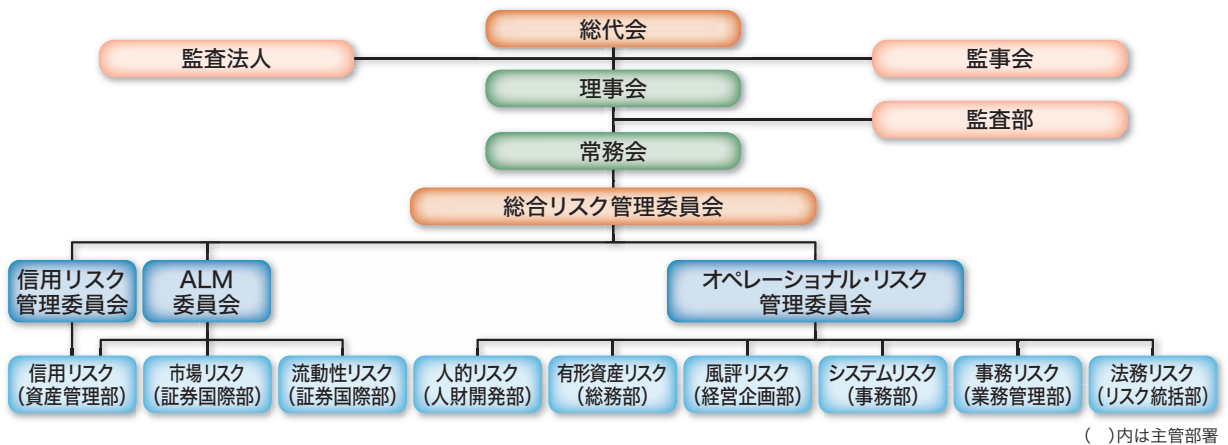 総代会
監査法人
監事会
理事会
監査部
常務会
総合リスク管理委員会
信用リスク
管理委員会
ALM
委員会
オペレーショナル・リスク
管理委員会
信用リスク
(資産管理部)
市場リスク
(証券国際部)
流動性リスク
(証券国際部)
人的リスク
(人財開発部)
有形資産リスク
(総務部)
風評リスク
(経営企画部)
システムリスク
(事務部)
事務リスク
(業務管理部)
法務リスク
(リスク統括部)
(　)内は主管部署